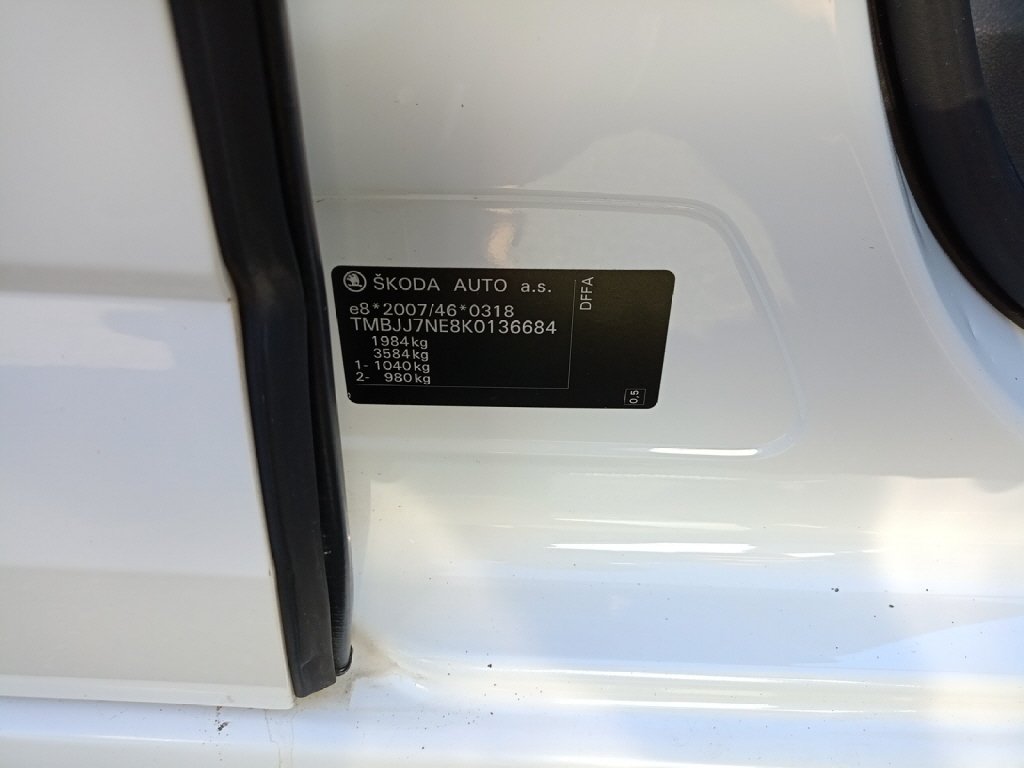 ŠKODA AUTO a.s.
e8*2007/46*0318
TMBJJ7NE8K0136684
1984kg
3584kg
1- 1040kg
2- 980kg
DFFA
0,5